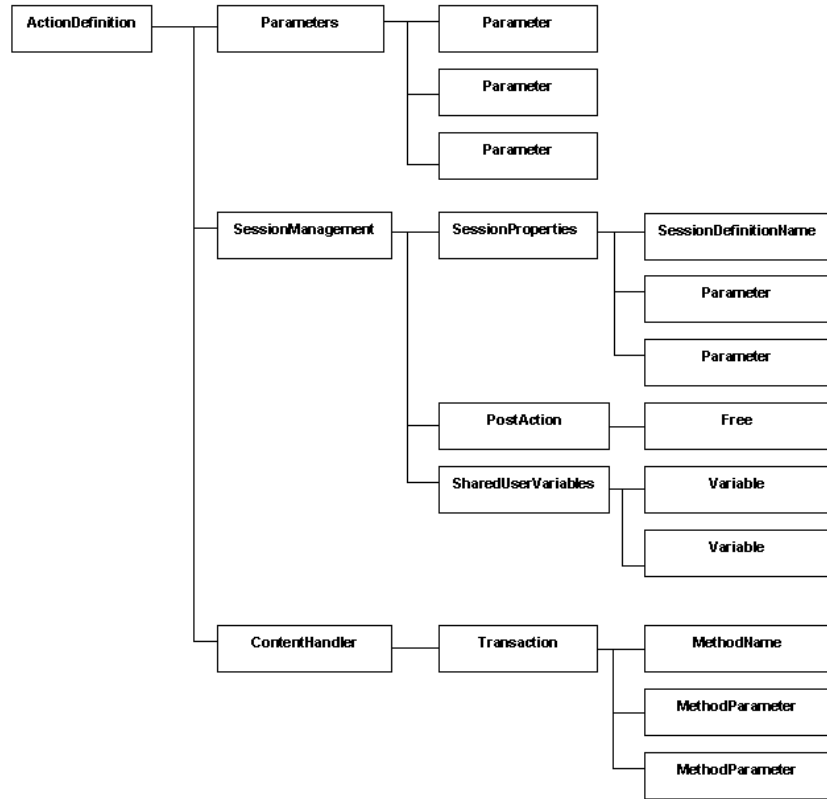 ActionDefinition
Parameters
Parameter
Parameter
Parameter
SessionManagement
SessionProperties
SessionDefinitionName
Parameter
Parameter
PostAction
Free
SharedUserVariables
Variable
Variable
ContentHandler
Transaction
MethodName
MethodParameter
MethodParameter